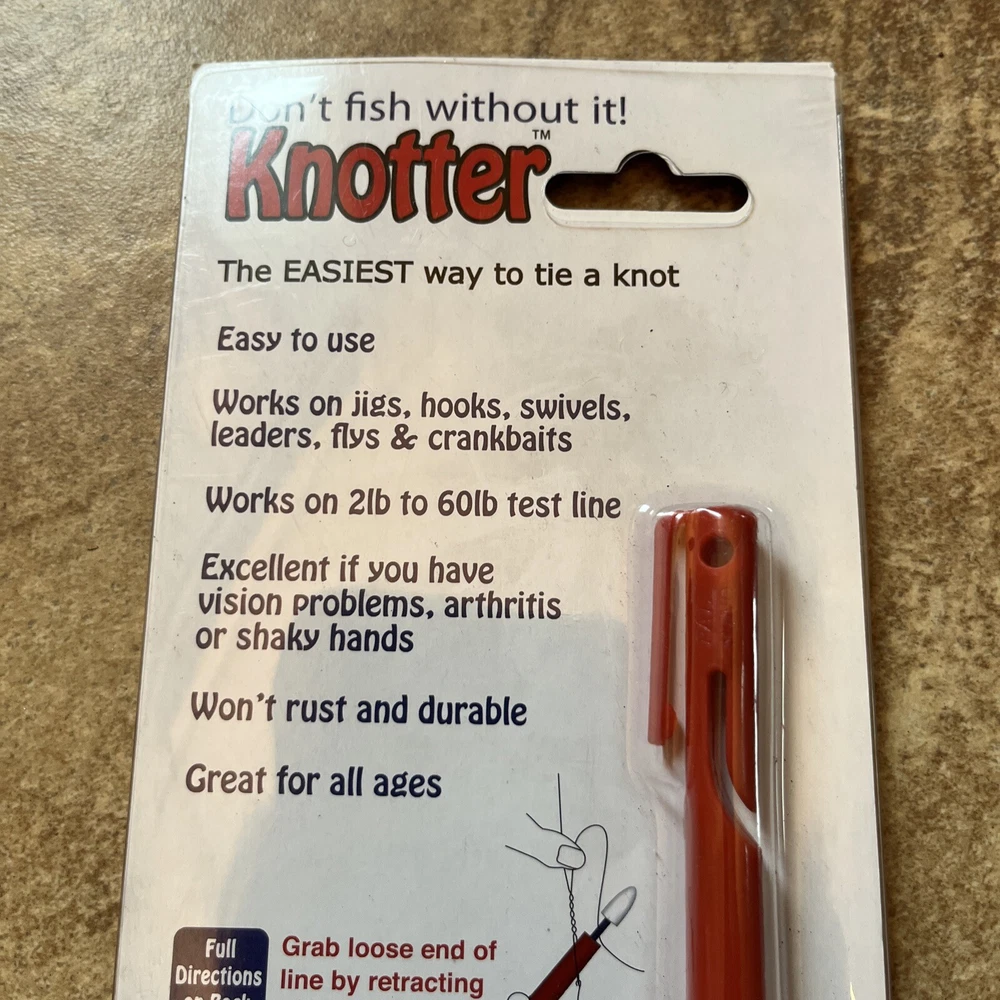 Don't fish without it!
Knotter™
The EASIEST way to tie a knot
Easy to use
Works on jigs, hooks, swivels,
leaders, flys & crankbaits
Works on 2lb to 60lb test line
Excellent if you have
vision problems, arthritis
or shaky hands
Won't rust and durable
Great for all ages
Full
Directions
on Back
Grab loose end of
line by retracting